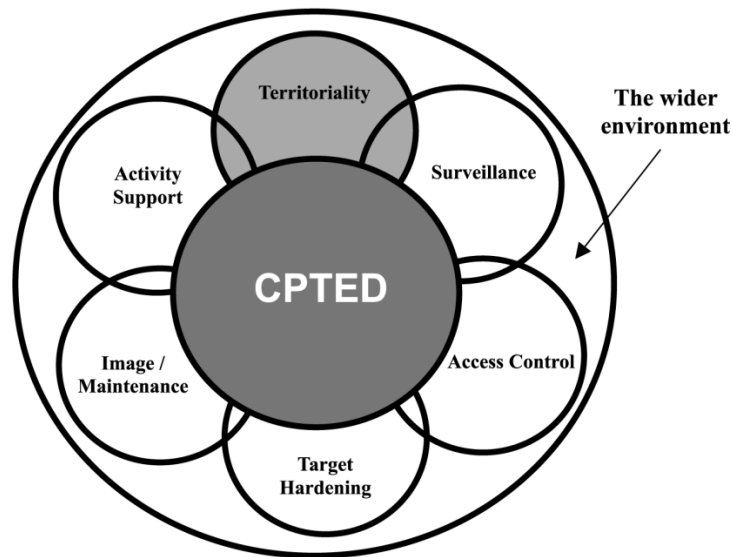 Territoriality
The wider
environment
Activity
Support
Surveillance
CPTED
Image /
Maintenance
Access Control
Target
Hardening